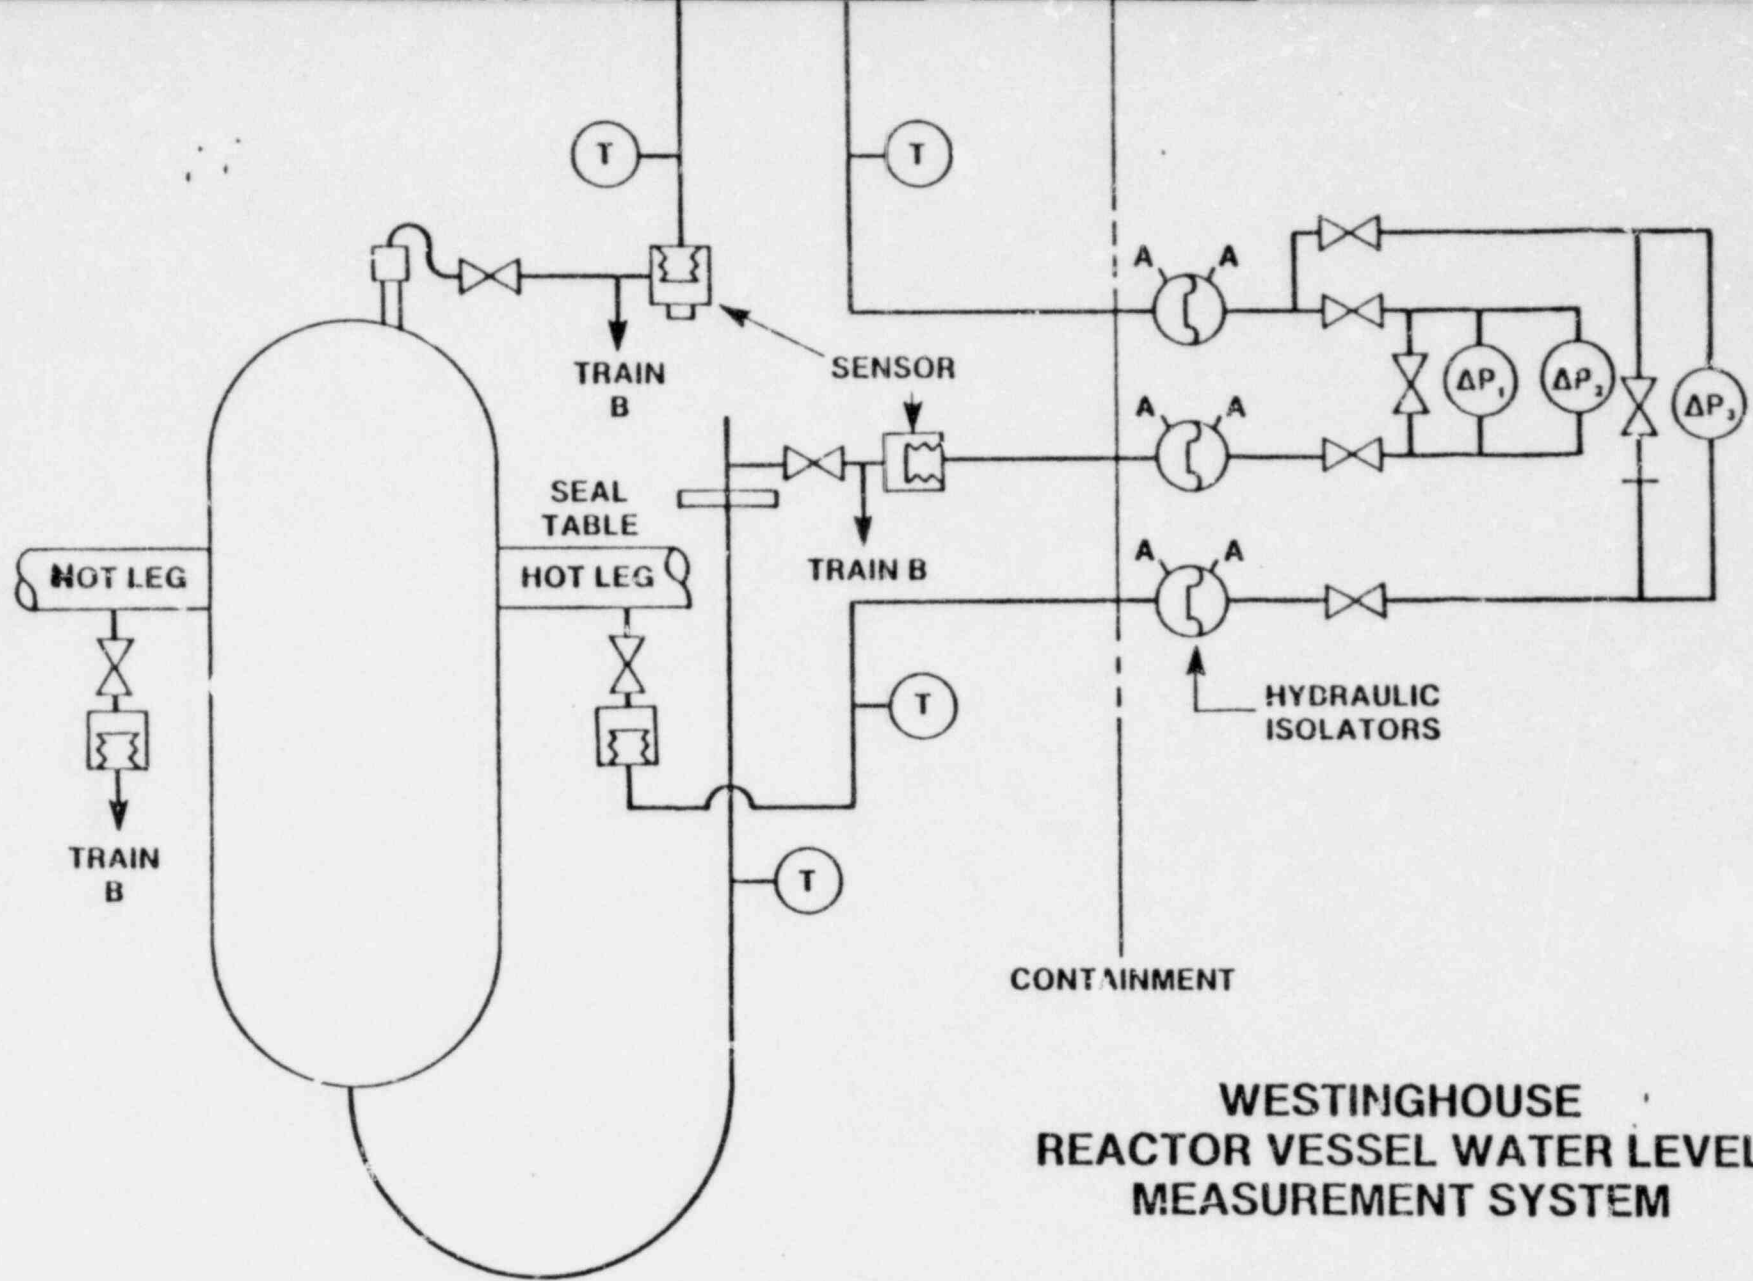 T
T
A A
TRAIN
B
SENSOR
ΔP₁
ΔP₂
ΔP₃
A A
SEAL
TABLE
HOT LEG
HOT LEG
TRAIN B
A A
T
HYDRAULIC
ISOLATORS
TRAIN
B
T
CONTAINMENT
WESTINGHOUSE
REACTOR VESSEL WATER LEVEL
MEASUREMENT SYSTEM